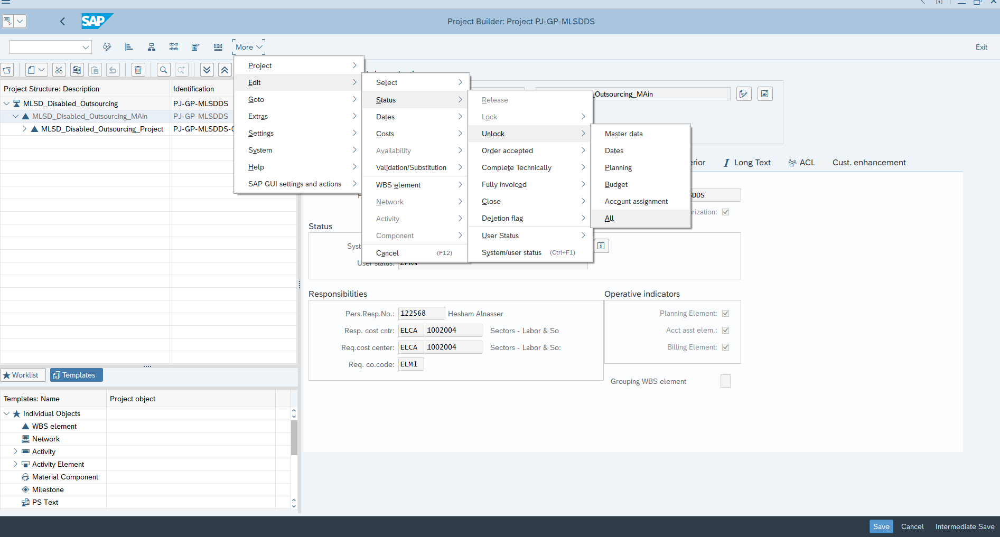 SAP
Project Builder: Project PJ-GP-MLSDDS
More
Exit
Project
Edit
Goto
Extras
Settings
System
Help
SAP GUI settings and actions
Select
Status
Dates
Costs
Availability
Validation/Substitution
WBS element
Network
Activity
Component
Cancel (F12)
Release
Lock
Unlock
Order accepted
Complete Technically
Fully invoiced
Close
Deletion flag
User Status
System/user status (Ctrl+F1)
Master data
Dates
Planning
Budget
Account assignment
All
Project Structure: Description Identification
MLSD_Disabled_Outsourcing PJ-GP-MLSDDS
MLSD_Disabled_Outsourcing_MAin PJ-GP-MLSDDS
MLSD_Disabled_Outsourcing_Project PJ-GP-MLSDDS-
_Outsourcing_MAin
erior Long Text ACL Cust. enhancement
DDS
rization:
Status
Syst
User status: ZPRN
Responsibilities
Pers.Resp.No.: 122568 Hesham Alnasser
Resp. cost cntr: ELCA 1002004 Sectors - Labor & So
Req.cost center: ELCA 1002004 Sectors - Labor & So:
Req. co.code: ELM1
Operative indicators
Planning Element:
Acct asst elem.:
Billing Element:
Grouping WBS element
Worklist Templates
Templates: Name Project object
Individual Objects
WBS element
Network
Activity
Activity Element
Material Component
Milestone
PS Text
Save Cancel Intermediate Save